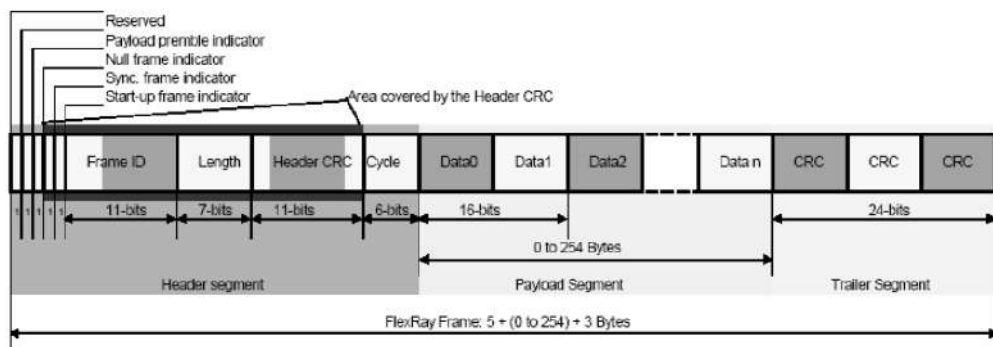 Reserved
Payload premble indicator
Null frame indicator
Sync. frame indicator
Start-up frame indicator
Area covered by the Header CRC
Frame ID Length Header CRC Cycle Data0 Data1 Data2 Data n CRC CRC CRC
1 1 1 1 1 11-bits 7-bits 11-bits 6-bits 16-bits 24-bits
0 to 254 Bytes
Header segment Payload Segment Trailer Segment
FlexRay Frame: 5 + (0 to 254) + 3 Bytes